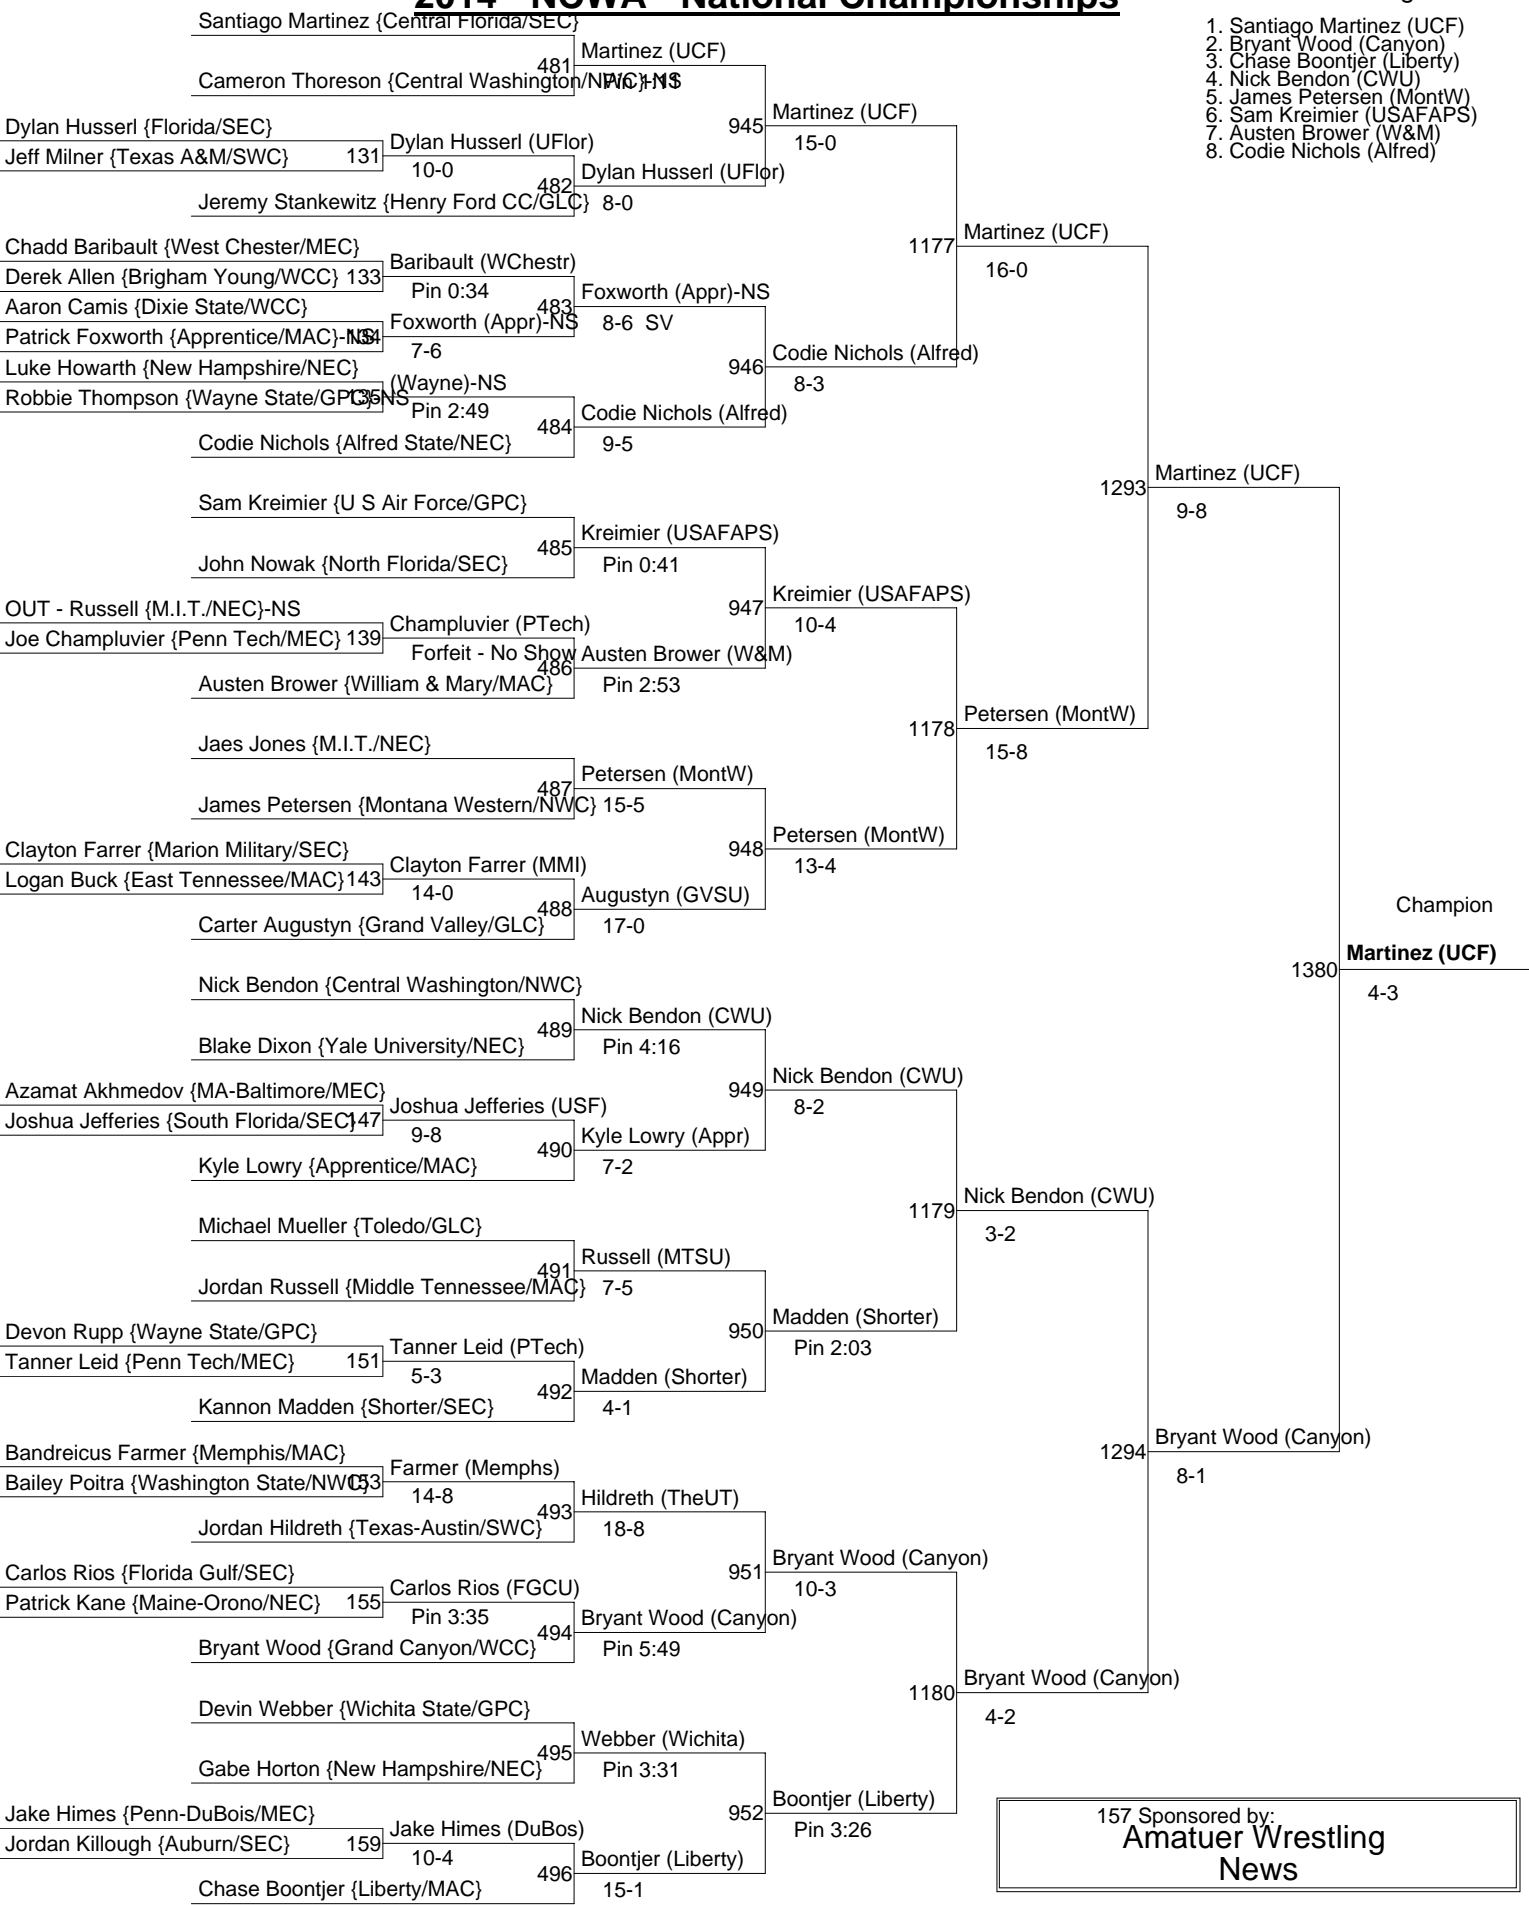 2014 - NCWA - National Championships
1. Santiago Martinez (UCF)
2. Bryant Wood (Canyon)
3. Chase Boontjer (Liberty)
4. Nick Bendon (CWU)
5. James Petersen (MontW)
6. Sam Kreimier (USAFAPS)
7. Austen Brower (W&M)
8. Codie Nichols (Alfred)
Santiago Martinez {Central Florida/SEC}
481 Martinez (UCF)
Cameron Thoreson {Central Washington/NWC}-NS Pin 1:11
Dylan Husserl {Florida/SEC}
Jeff Milner {Texas A&M/SWC} 131
Dylan Husserl (UFlor)
10-0
482 Dylan Husserl (UFlor)
Jeremy Stankewitz {Henry Ford CC/GLC} 8-0
945 Martinez (UCF)
15-0
Chadd Baribault {West Chester/MEC}
Derek Allen {Brigham Young/WCC} 133
Baribault (WChestr)
Pin 0:34
Aaron Camis {Dixie State/WCC}
Patrick Foxworth {Apprentice/MAC}-NS 134
Foxworth (Appr)-NS
7-6
483 Foxworth (Appr)-NS
8-6 SV
Luke Howarth {New Hampshire/NEC}
Robbie Thompson {Wayne State/GPC}-NS 135
(Wayne)-NS
Pin 2:49
Codie Nichols {Alfred State/NEC}
484 Codie Nichols (Alfred)
9-5
946 Codie Nichols (Alfred)
8-3
1177 Martinez (UCF)
16-0
Sam Kreimier {U S Air Force/GPC}
485 Kreimier (USAFAPS)
John Nowak {North Florida/SEC} Pin 0:41
OUT - Russell {M.I.T./NEC}-NS
Joe Champluvier {Penn Tech/MEC} 139
Champluvier (PTech)
Forfeit - No Show
486 Austen Brower (W&M)
Austen Brower {William & Mary/MAC} Pin 2:53
947 Kreimier (USAFAPS)
10-4
Jaes Jones {M.I.T./NEC}
487 Petersen (MontW)
James Petersen {Montana Western/NWC} 15-5
Clayton Farrer {Marion Military/SEC}
Logan Buck {East Tennessee/MAC} 143
Clayton Farrer (MMI)
14-0
488 Augustyn (GVSU)
Carter Augustyn {Grand Valley/GLC} 17-0
948 Petersen (MontW)
13-4
1178 Petersen (MontW)
15-8
1293 Martinez (UCF)
9-8
Nick Bendon {Central Washington/NWC}
489 Nick Bendon (CWU)
Blake Dixon {Yale University/NEC} Pin 4:16
Azamat Akhmedov {MA-Baltimore/MEC}
Joshua Jefferies {South Florida/SEC} 147
Joshua Jefferies (USF)
9-8
490 Kyle Lowry (Appr)
Kyle Lowry {Apprentice/MAC} 7-2
949 Nick Bendon (CWU)
8-2
Michael Mueller {Toledo/GLC}
491 Russell (MTSU)
Jordan Russell {Middle Tennessee/MAC} 7-5
Devon Rupp {Wayne State/GPC}
Tanner Leid {Penn Tech/MEC} 151
Tanner Leid (PTech)
5-3
492 Madden (Shorter)
Kannon Madden {Shorter/SEC} 4-1
950 Madden (Shorter)
Pin 2:03
1179 Nick Bendon (CWU)
3-2
Bandreicus Farmer {Memphis/MAC}
Bailey Poitra {Washington State/NWC} 153
Farmer (Memphs)
14-8
493 Hildreth (TheUT)
Jordan Hildreth {Texas-Austin/SWC} 18-8
Carlos Rios {Florida Gulf/SEC}
Patrick Kane {Maine-Orono/NEC} 155
Carlos Rios (FGCU)
Pin 3:35
494 Bryant Wood (Canyon)
Bryant Wood {Grand Canyon/WCC} Pin 5:49
951 Bryant Wood (Canyon)
10-3
Devin Webber {Wichita State/GPC}
495 Webber (Wichita)
Gabe Horton {New Hampshire/NEC} Pin 3:31
Jake Himes {Penn-DuBois/MEC}
Jordan Killough {Auburn/SEC} 159
Jake Himes (DuBos)
10-4
496 Boontjer (Liberty)
Chase Boontjer {Liberty/MAC} 15-1
952 Boontjer (Liberty)
Pin 3:26
1180 Bryant Wood (Canyon)
4-2
1294 Bryant Wood (Canyon)
8-1
Champion
1380 Martinez (UCF)
4-3
157 Sponsored by:
Amatuer Wrestling
News